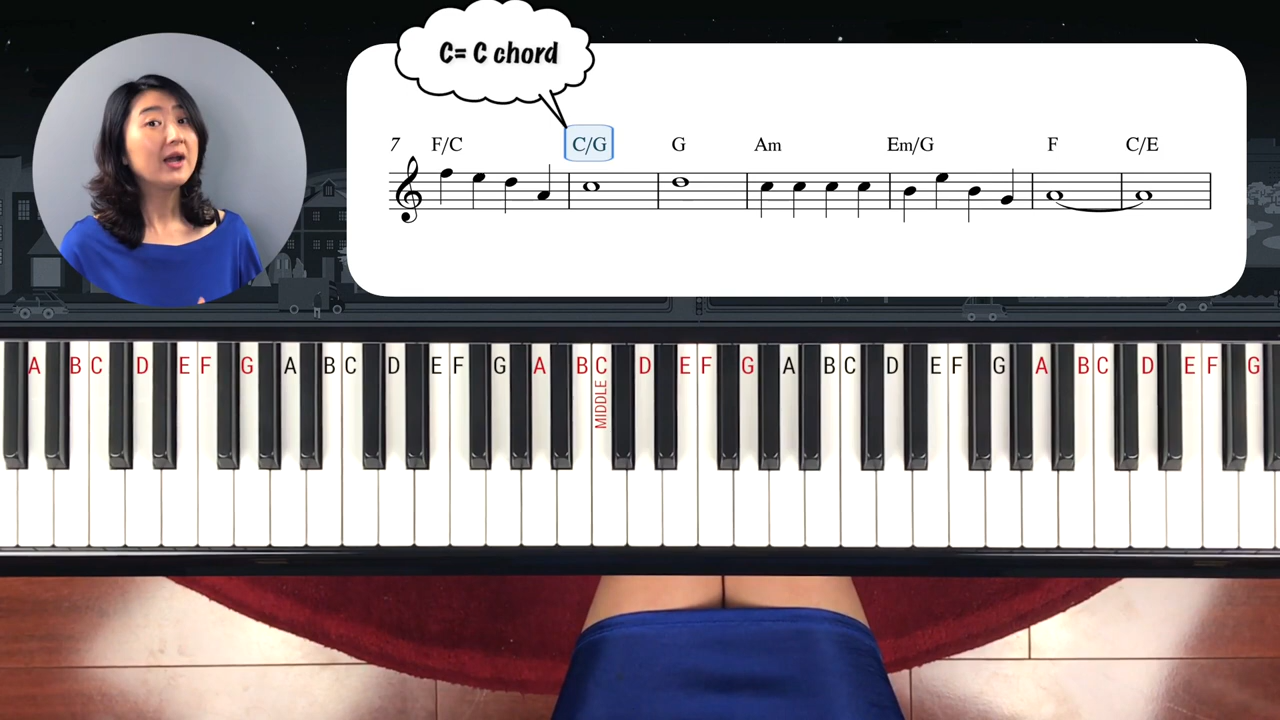 C= C chord
7 F/C C/G G Am Em/G F C/E
A B C D E F G A B C D E F G A B C D E F G A B C D E F G A B C D E F G
MIDDLE